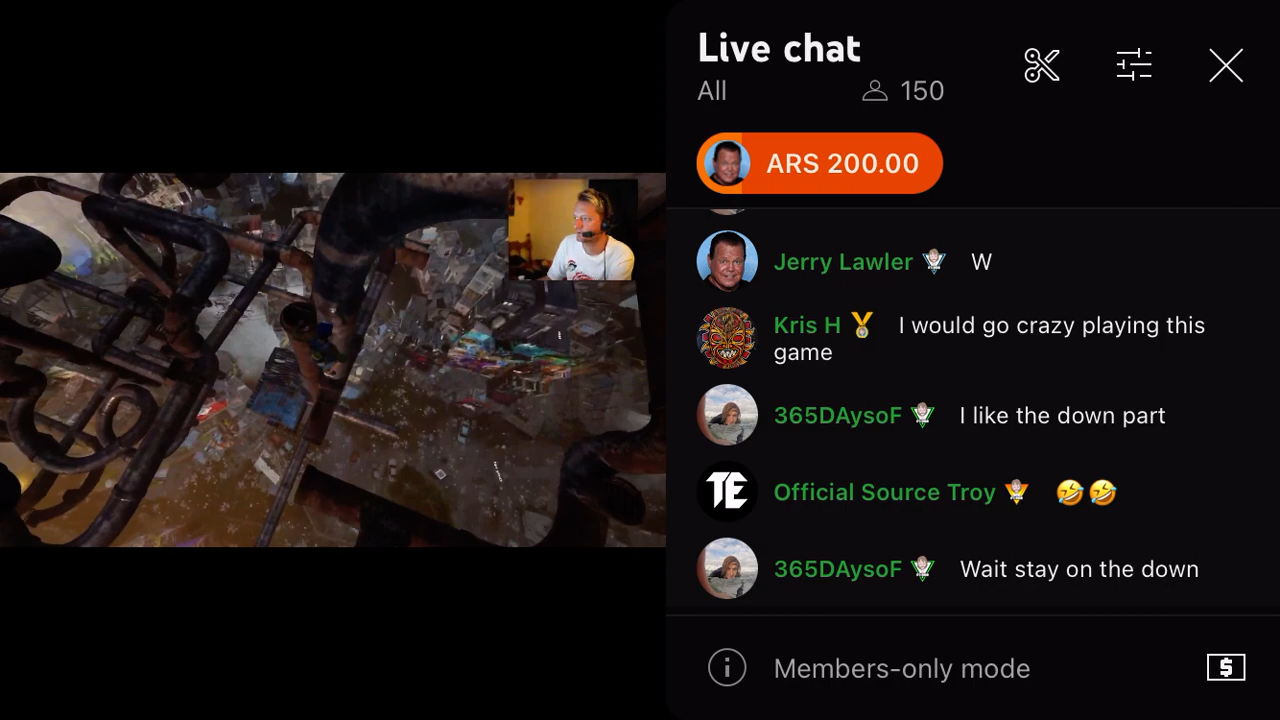 Live chat
All 150
ARS 200.00
Jerry Lawler W
Kris H I would go crazy playing this
game
365DAysoF I like the down part
TE Official Source Troy 🤣🤣
365DAysoF Wait stay on the down
Members-only mode